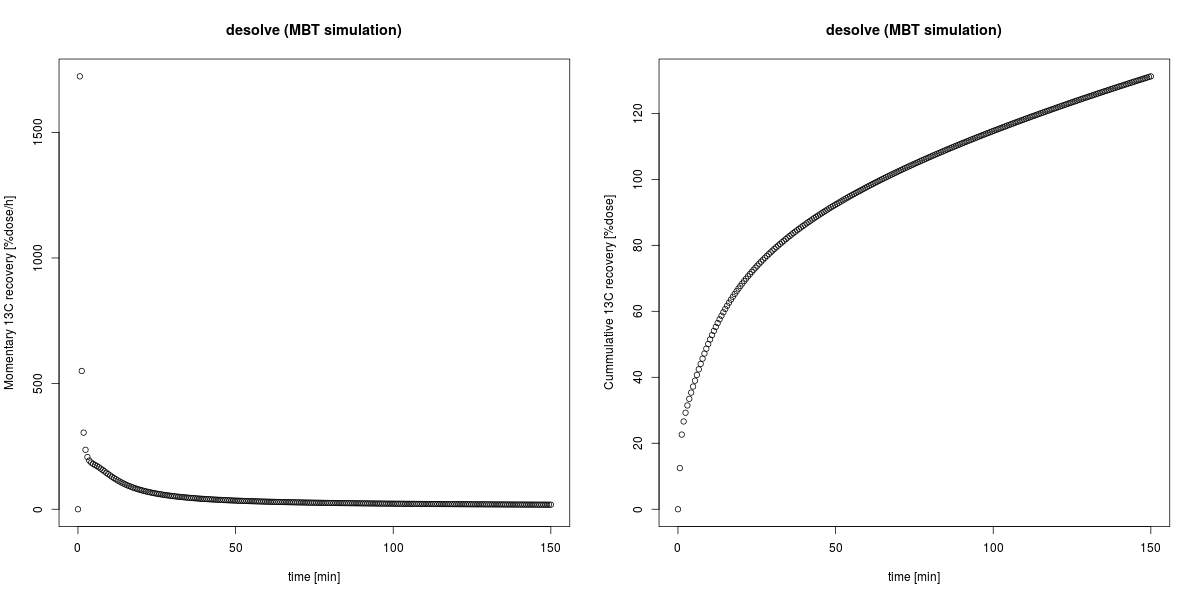 desolve (MBT simulation)
Momentary 13C recovery [%dose/h]
1500
1000
500
0
0 50 100 150
time [min]
desolve (MBT simulation)
Cummulative 13C recovery [%dose]
120
100
80
60
40
20
0
0 50 100 150
time [min]